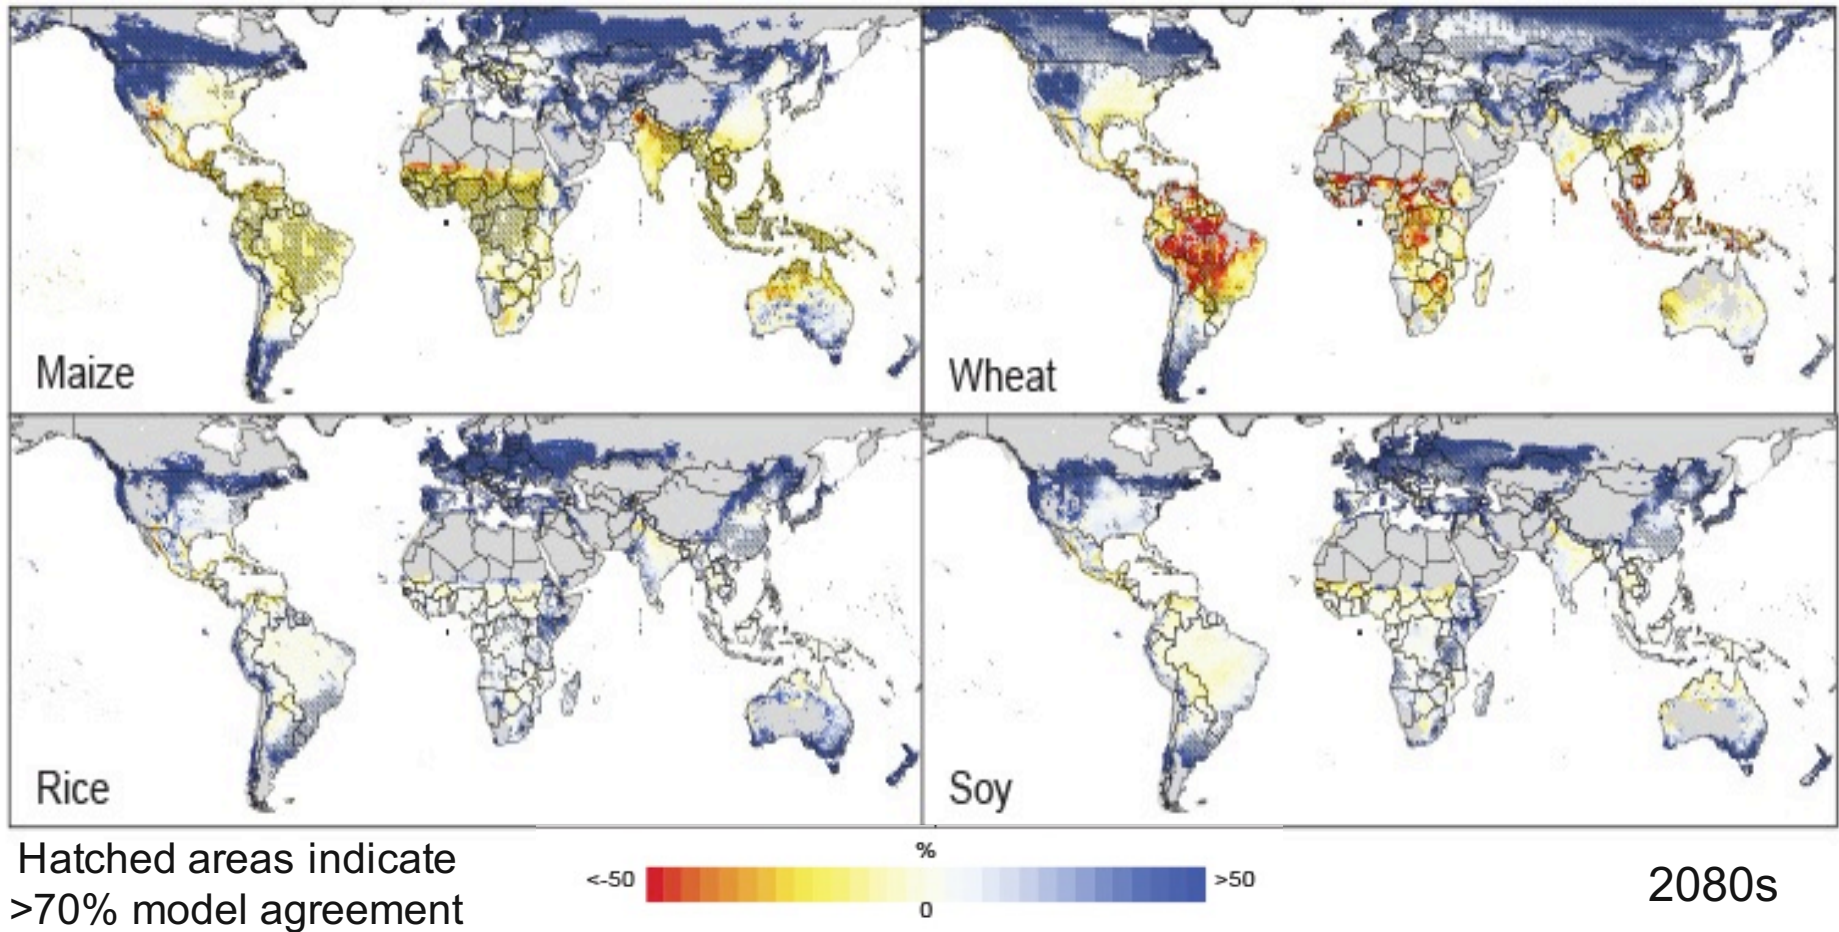 Maize
Wheat
Rice
Soy
Hatched areas indicate
>70% model agreement
%
<-50
>50
0
2080s